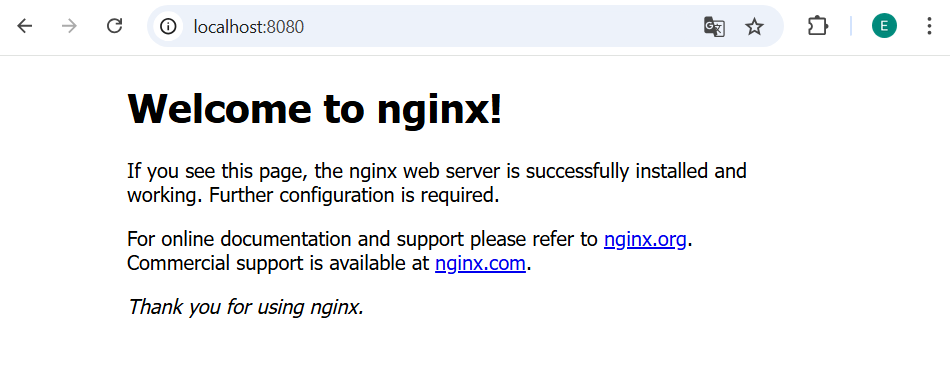 localhost:8080
E
Welcome to nginx!
If you see this page, the nginx web server is successfully installed and
working. Further configuration is required.
For online documentation and support please refer to nginx.org.
Commercial support is available at nginx.com.
Thank you for using nginx.